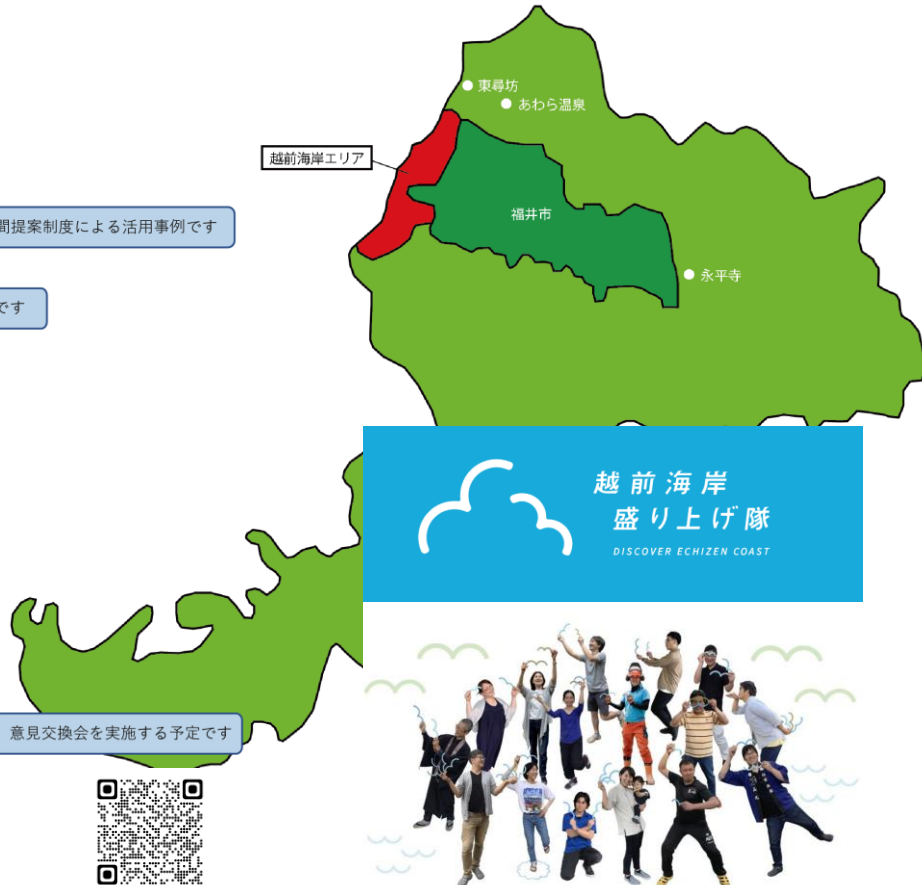 東尋坊
あわら温泉
越前海岸エリア
福井市
間提案制度による活用事例です
永平寺
です
越前海岸
盛り上げ隊
DISCOVER ECHIZEN COAST
意見交換会を実施する予定です